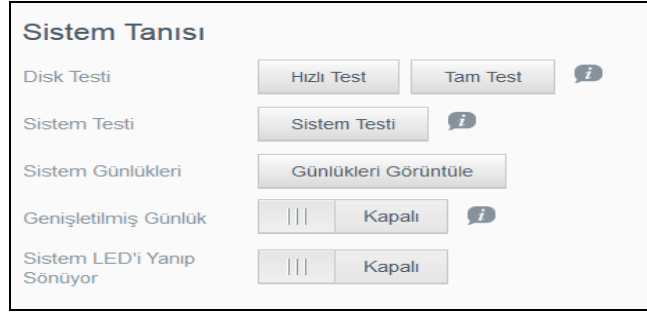 Sistem Tanısı
Disk Testi Hızlı Test Tam Test
Sistem Testi Sistem Testi
Sistem Günlükleri Günlükleri Görüntüle
Genişletilmiş Günlük Kapalı
Sistem LED'i Yanıp
Sönüyor Kapalı